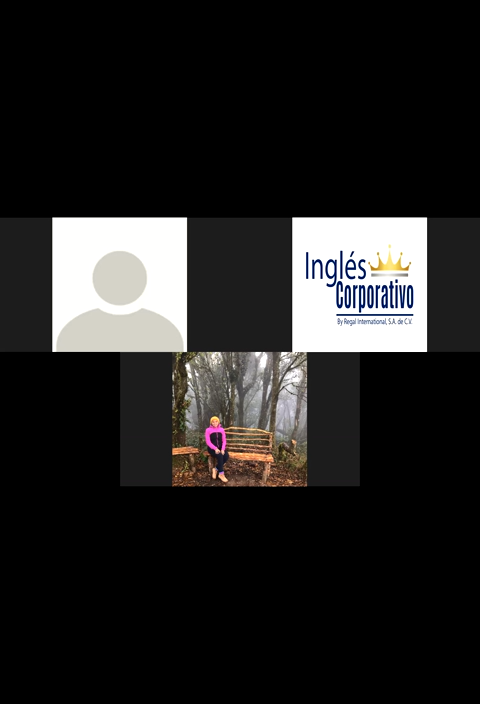 Inglés
Corporativo
By Regal International, S.A. de C.V.